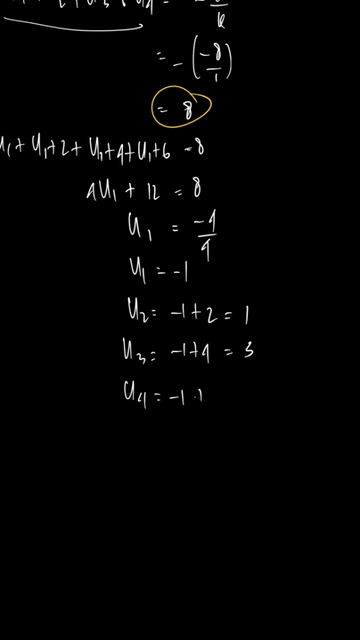 = - (-8/1)
= 8
U1 + U1+2 + U1+4 + U1+6 = 8
4U1 + 12 = 8
U1 = -4/4
U1 = -1
U2 = -1+2 = 1
U3 = -1+4 = 3
U4 = -1